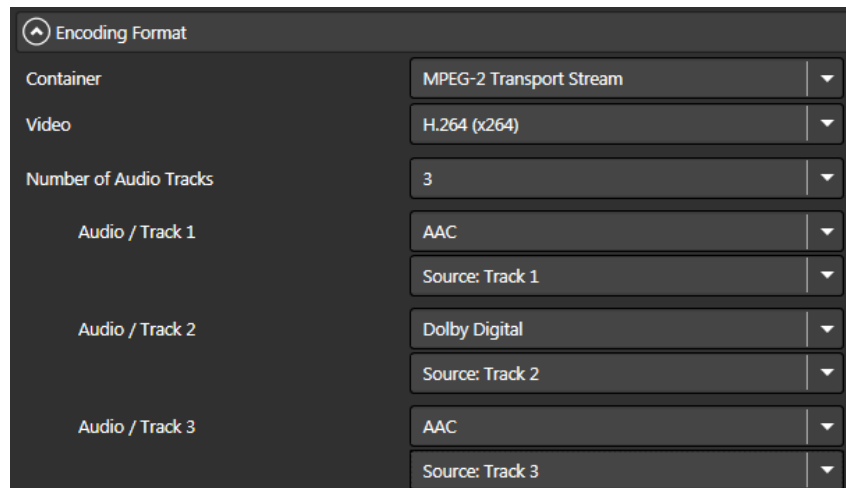 Encoding Format
Container MPEG-2 Transport Stream
Video H.264 (x264)
Number of Audio Tracks 3
Audio / Track 1 AAC
Source: Track 1
Audio / Track 2 Dolby Digital
Source: Track 2
Audio / Track 3 AAC
Source: Track 3